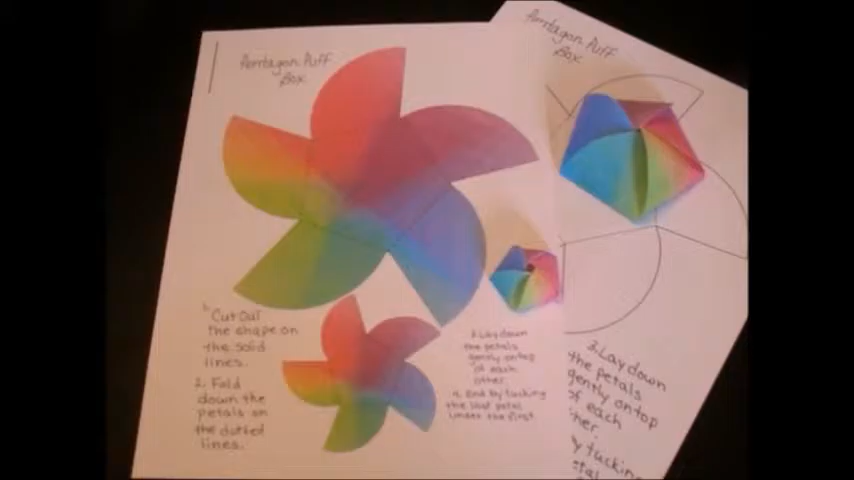 Pentagon Puff
Box
1. Cut out
the shape on
the solid
lines.
2. Fold
down the
petals on
the dotted
lines.
3. Lay down
the petals
gently on top
of each
other.
4. End by tucking
the last petal
under the first.
Pentagon Puff
Box
3. Lay down
the petals
gently on top
of each
ther.
y tucking